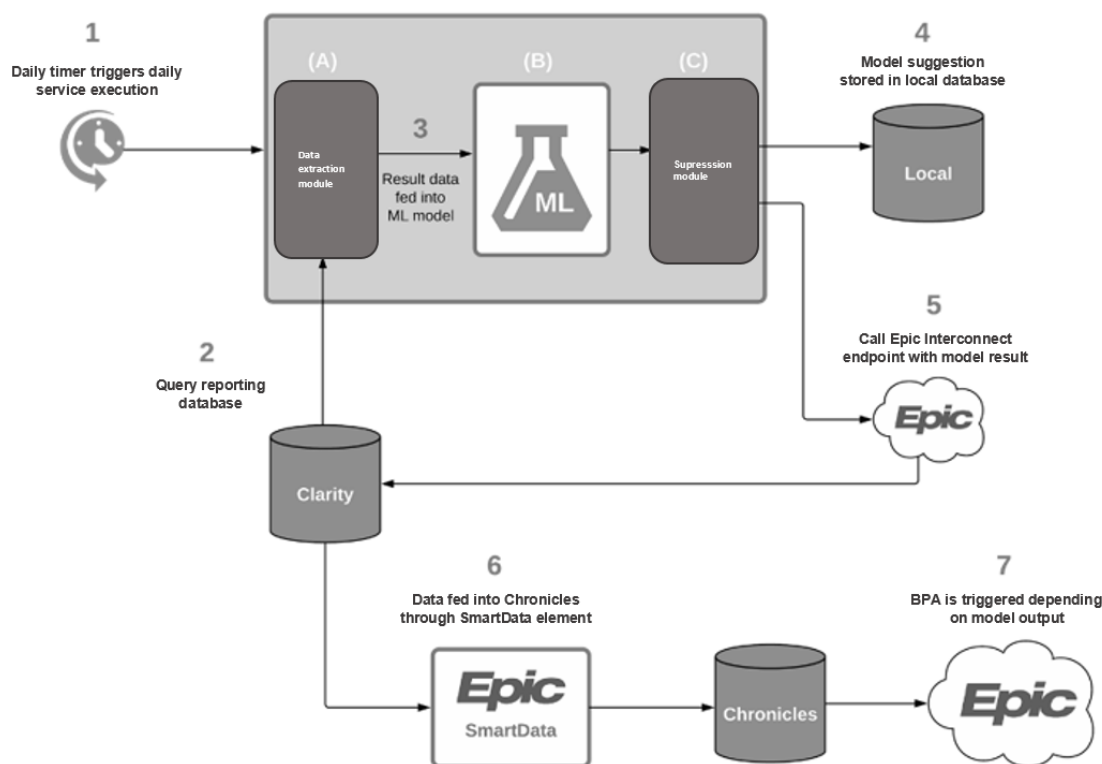 1
Daily timer triggers daily
service execution
(A)
Data
extraction
module
3
Result data
fed into
ML model
(B)
ML
(C)
Supresssion
module
4
Model suggestion
stored in local database
Local
2
Query reporting
database
Clarity
5
Call Epic Interconnect
endpoint with model result
Epic
6
Data fed into Chronicles
through SmartData element
Epic
SmartData
Chronicles
7
BPA is triggered depending
on model output
Epic